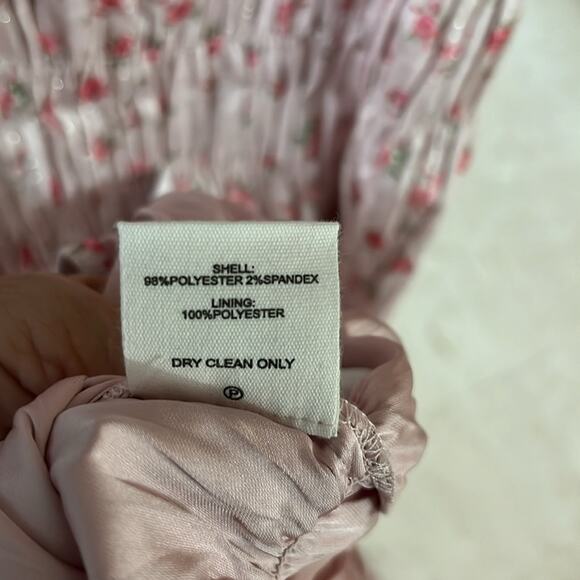 SHELL:
98%POLYESTER 2%SPANDEX
LINING:
100%POLYESTER
DRY CLEAN ONLY
P